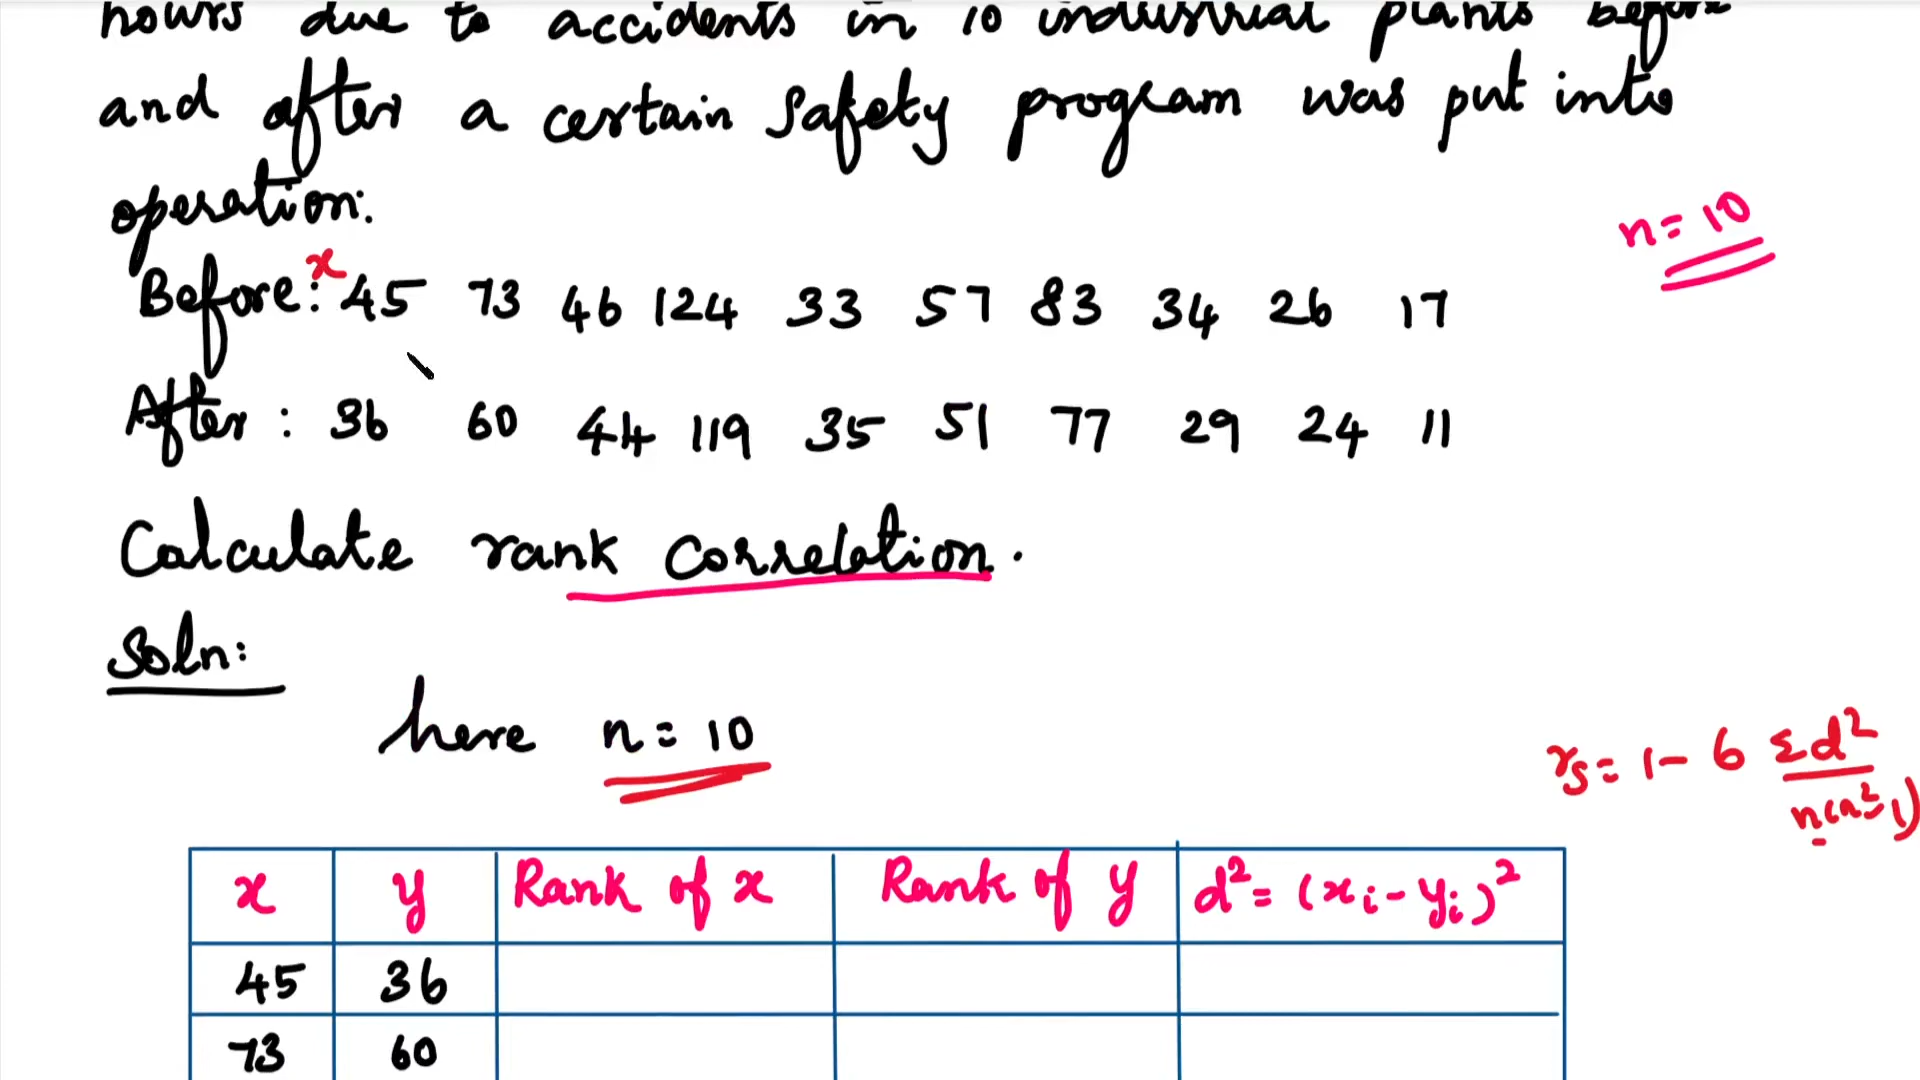 hours due to accidents in 10 industrial plants before
and after a certain Safety program was put into
operation:
n = 10
Before: x 45 73 46 124 33 57 83 34 26 17
After : 36 60 44 119 35 51 77 29 24 11
Calculate rank correlation.
Soln:
here n = 10
rs = 1 - 6 Σd²
n(n²-1)
x y Rank of x Rank of y d² = (xi - yi)²
45 36
73 60